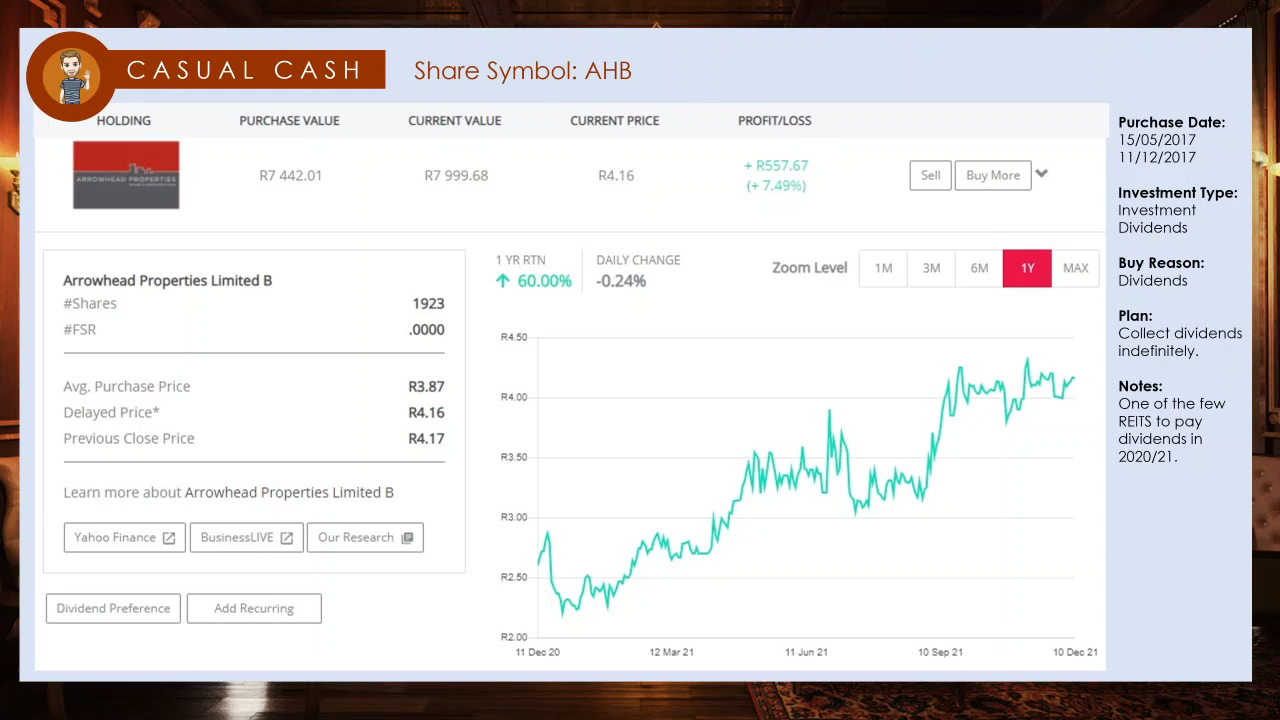 CASUAL CASH
Share Symbol: AHB
HOLDING PURCHASE VALUE CURRENT VALUE CURRENT PRICE PROFIT/LOSS
ARROWHEAD PROPERTIES
R7 442.01 R7 999.68 R4.16 + R557.67 (+ 7.49%) Sell Buy More
Arrowhead Properties Limited B
#Shares 1923
#FSR .0000
Avg. Purchase Price R3.87
Delayed Price* R4.16
Previous Close Price R4.17
Learn more about Arrowhead Properties Limited B
Yahoo Finance BusinessLIVE Our Research
Dividend Preference Add Recurring
1 YR RTN DAILY CHANGE
60.00% -0.24%
Zoom Level 1M 3M 6M 1Y MAX
R4.50
R4.00
R3.50
R3.00
R2.50
R2.00
11 Dec 20 12 Mar 21 11 Jun 21 10 Sep 21 10 Dec 21
Purchase Date:
15/05/2017
11/12/2017
Investment Type:
Investment
Dividends
Buy Reason:
Dividends
Plan:
Collect dividends
indefinitely.
Notes:
One of the few
REITS to pay
dividends in
2020/21.